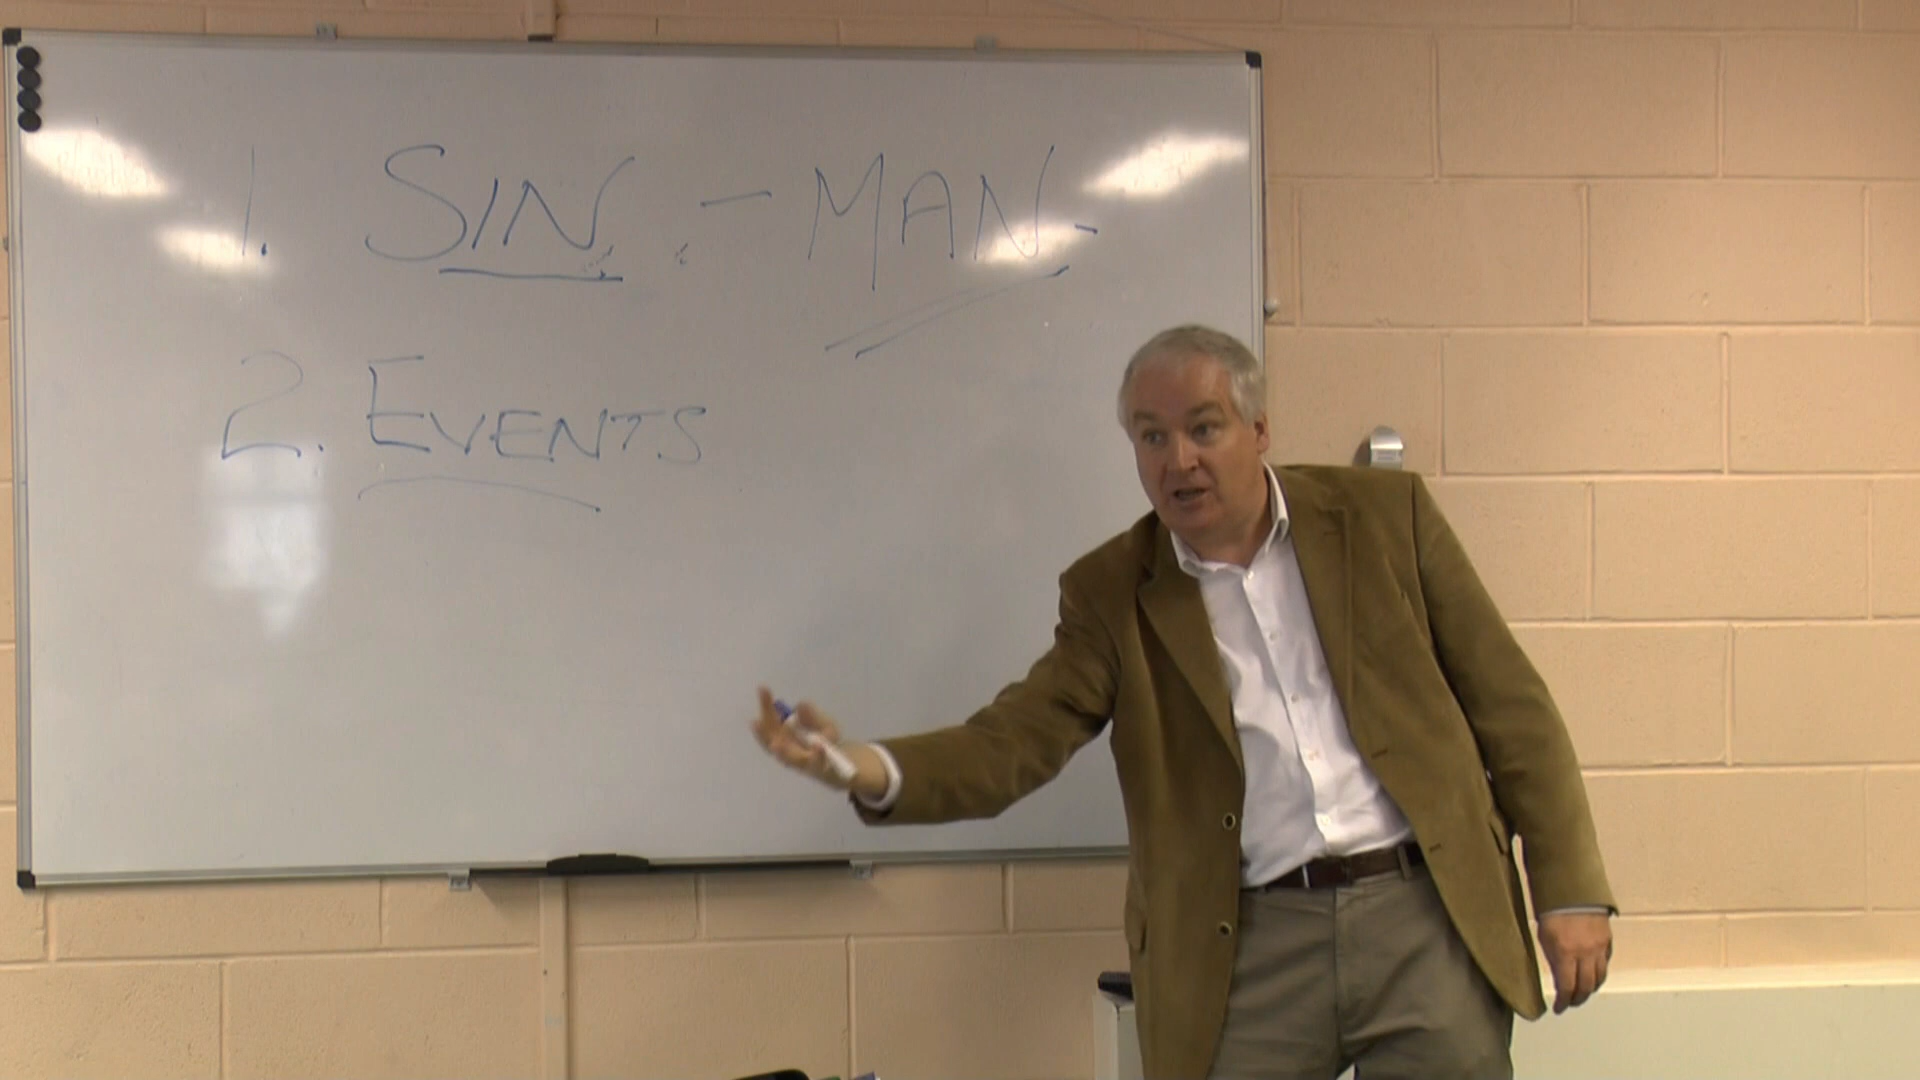 1. SIN. - MAN -
2. EVENTS